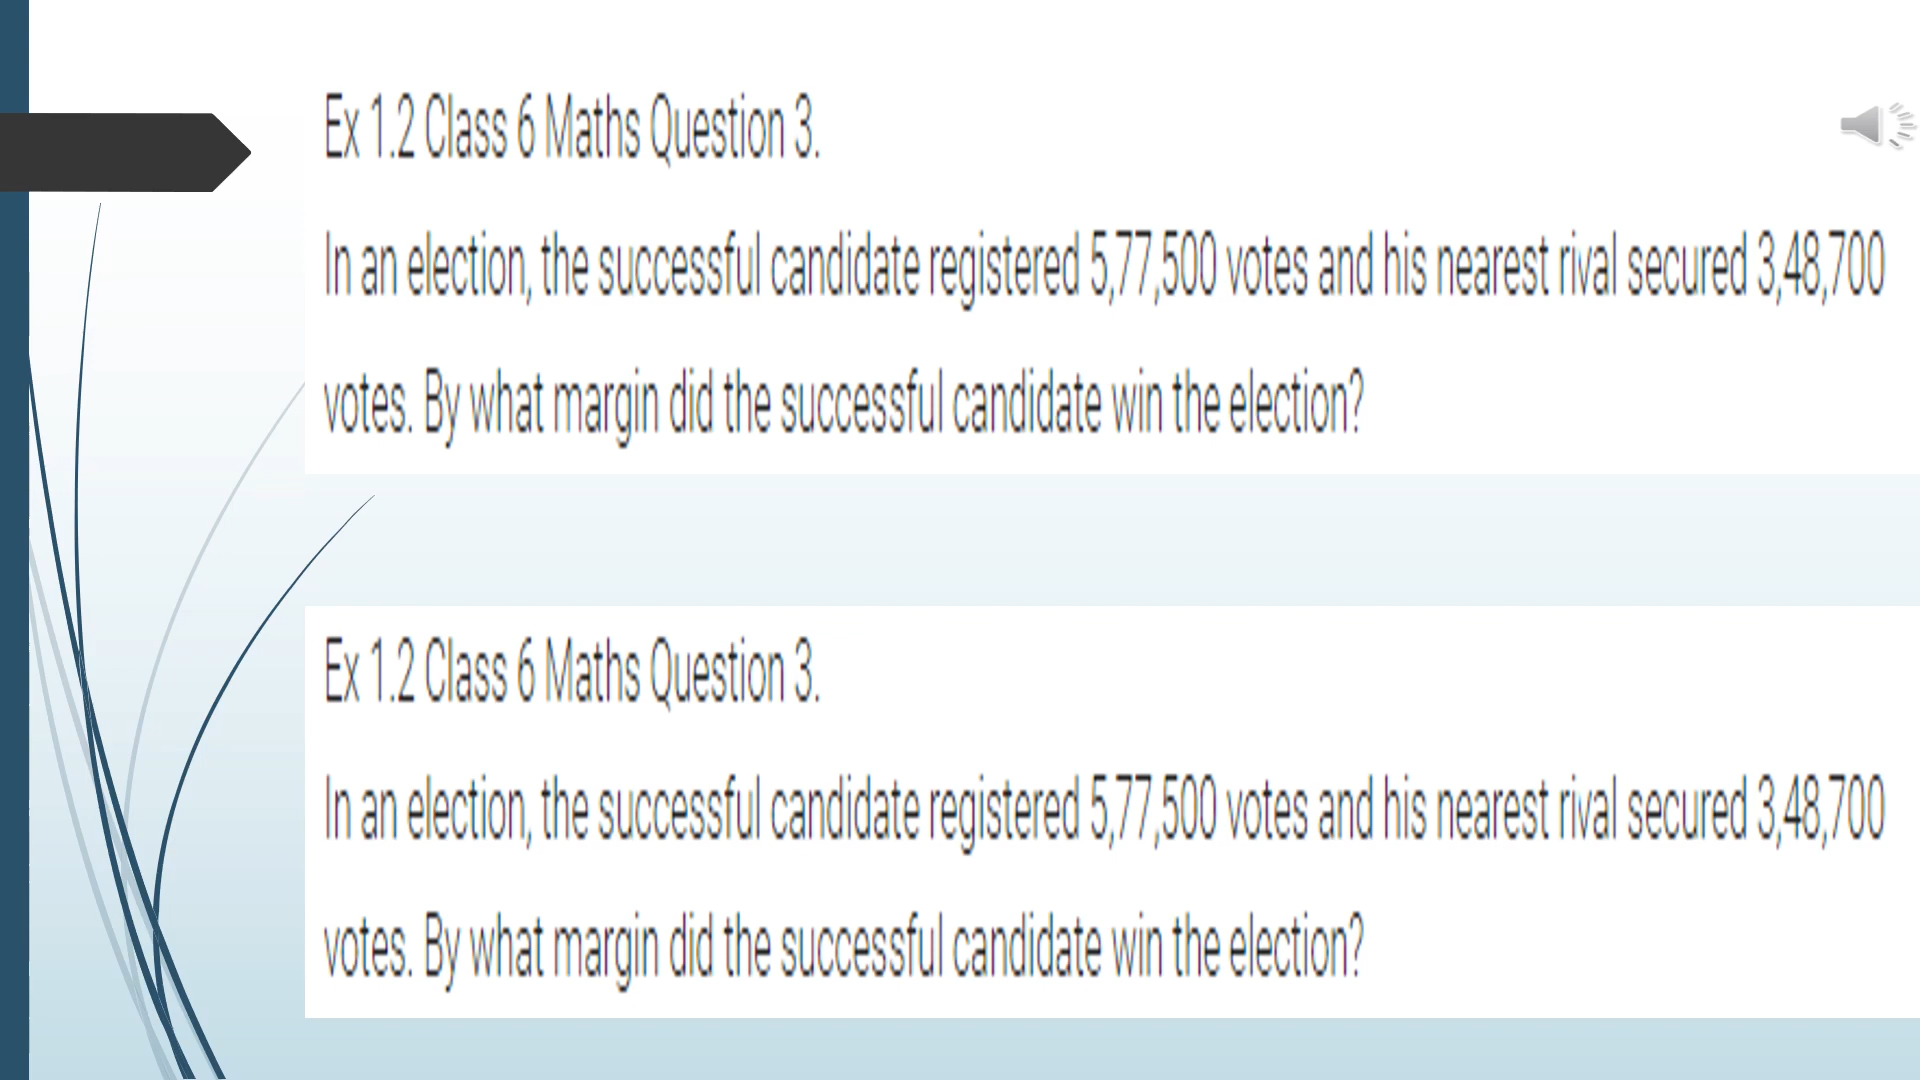 Ex 1.2 Class 6 Maths Question 3.
In an election, the successful candidate registered 5,77,500 votes and his nearest rival secured 3,48,700
votes. By what margin did the successful candidate win the election?
Ex 1.2 Class 6 Maths Question 3.
In an election, the successful candidate registered 5,77,500 votes and his nearest rival secured 3,48,700
votes. By what margin did the successful candidate win the election?